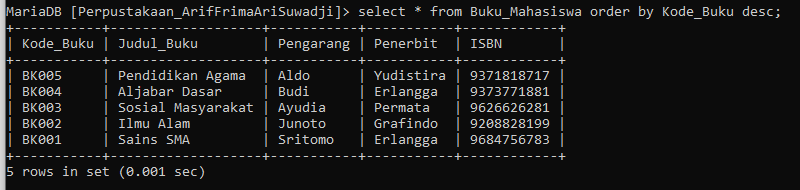 MariaDB [Perpustakaan_ArifFrimaAriSuwadji]> select * from Buku_Mahasiswa order by Kode_Buku desc;
+-----------+-------------------+-----------+-----------+------------+
| Kode_Buku | Judul_Buku        | Pengarang | Penerbit  | ISBN       |
+-----------+-------------------+-----------+-----------+------------+
| BK005     | Pendidikan Agama  | Aldo      | Yudistira | 9371818717 |
| BK004     | Aljabar Dasar     | Budi      | Erlangga  | 9373771881 |
| BK003     | Sosial Masyarakat | Ayudia    | Permata   | 9626626281 |
| BK002     | Ilmu Alam         | Junoto    | Grafindo  | 9208828199 |
| BK001     | Sains SMA         | Sritomo   | Erlangga  | 9684756783 |
+-----------+-------------------+-----------+-----------+------------+
5 rows in set (0.001 sec)